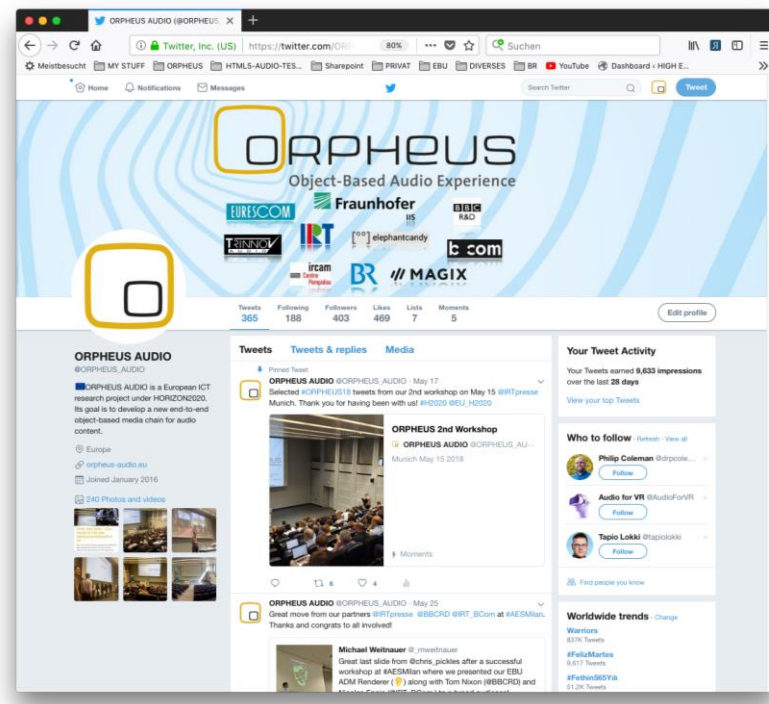 ORPHEUS AUDIO (@ORPHEUS_
Twitter, Inc. (US) https://twitter.com/ORP 80% Suchen
Meistbesucht MY STUFF ORPHEUS HTML5-AUDIO-TES... Sharepoint PRIVAT EBU DIVERSES BR YouTube Dashboard ‹ HIGH E...
Home Notifications Messages Search Twitter Tweet
ORPHEUS
Object-Based Audio Experience
EURESCOM Fraunhofer IIS BBC R&D
TRINNOV AUDIO IRT [°°] elephantcandy b com
ircam Centre Pompidou BR MAGIX
Tweets Following Followers Likes Lists Moments
365 188 403 469 7 5
Edit profile
ORPHEUS AUDIO
@ORPHEUS_AUDIO
ORPHEUS AUDIO is a European ICT
research project under HORIZON2020.
Its goal is to develop a new end-to-end
object-based media chain for audio
content.
Europe
orpheus-audio.eu
Joined January 2016
240 Photos and videos
Tweets Tweets & replies Media
Pinned Tweet
ORPHEUS AUDIO @ORPHEUS_AUDIO · May 17
Selected #ORPHEUS18 tweets from our 2nd workshop on May 15 @IRTpresse
Munich. Thank you for having been with us! #H2020 @EU_H2020
ORPHEUS 2nd Workshop
ORPHEUS AUDIO @ORPHEUS_AU...
Munich May 15 2018
Moments
6 4
ORPHEUS AUDIO @ORPHEUS_AUDIO · May 25
Great move from our partners @IRTpresse @BBCRD @IRT_BCom at #AESMilan.
Thanks and congrats to all involved!
Michael Weitnauer @_mweitnauer
Great last slide from @chris_pickles after a successful
workshop at #AESMilan where we presented our EBU
ADM Renderer ( ) along with Tom Nixon (@BBCRD) and
Your Tweet Activity
Your Tweets earned 9,633 impressions
over the last 28 days
View your top Tweets
Who to follow · Refresh · View all
Philip Coleman @drpcole...
Follow
Audio for VR @AudioForVR
Follow
Tapio Lokki @tapiolokki
Follow
Find people you know
Worldwide trends · Change
Warriors
837K Tweets
#FelizMartes
9,617 Tweets
#Fethin565Yılı
51.2K Tweets